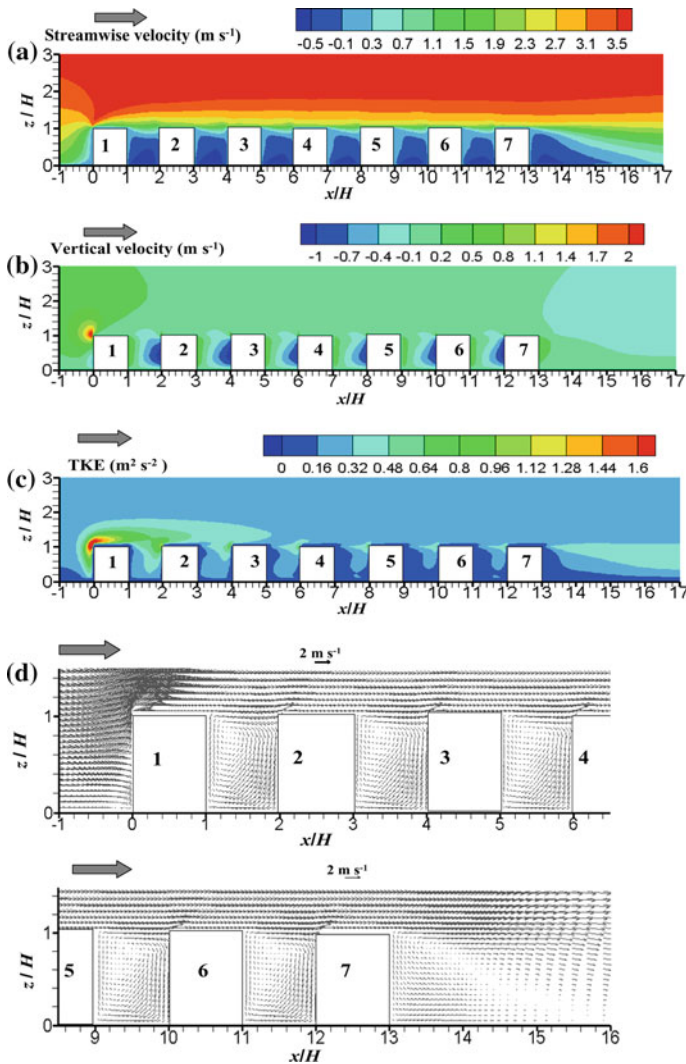 Streamwise velocity (m s⁻¹)
-0.5 -0.1 0.3 0.7 1.1 1.5 1.9 2.3 2.7 3.1 3.5
(a)
3
2
1
0
z / H
1 2 3 4 5 6 7
-1 0 1 2 3 4 5 6 7 8 9 10 11 12 13 14 15 16 17
x/H
Vertical velocity (m s⁻¹)
-1 -0.7 -0.4 -0.1 0.2 0.5 0.8 1.1 1.4 1.7 2
(b)
3
2
1
0
z / H
1 2 3 4 5 6 7
-1 0 1 2 3 4 5 6 7 8 9 10 11 12 13 14 15 16 17
x/H
TKE (m² s⁻² )
0 0.16 0.32 0.48 0.64 0.8 0.96 1.12 1.28 1.44 1.6
(c)
3
2
1
0
z / H
1 2 3 4 5 6 7
-1 0 1 2 3 4 5 6 7 8 9 10 11 12 13 14 15 16 17
x/H
(d)
2 m s⁻¹
1
0
z / H
1 2 3 4
-1 0 1 2 3 4 5 6
x/H
2 m s⁻¹
1
0
z / H
5 6 7
9 10 11 12 13 14 15 16
x/H